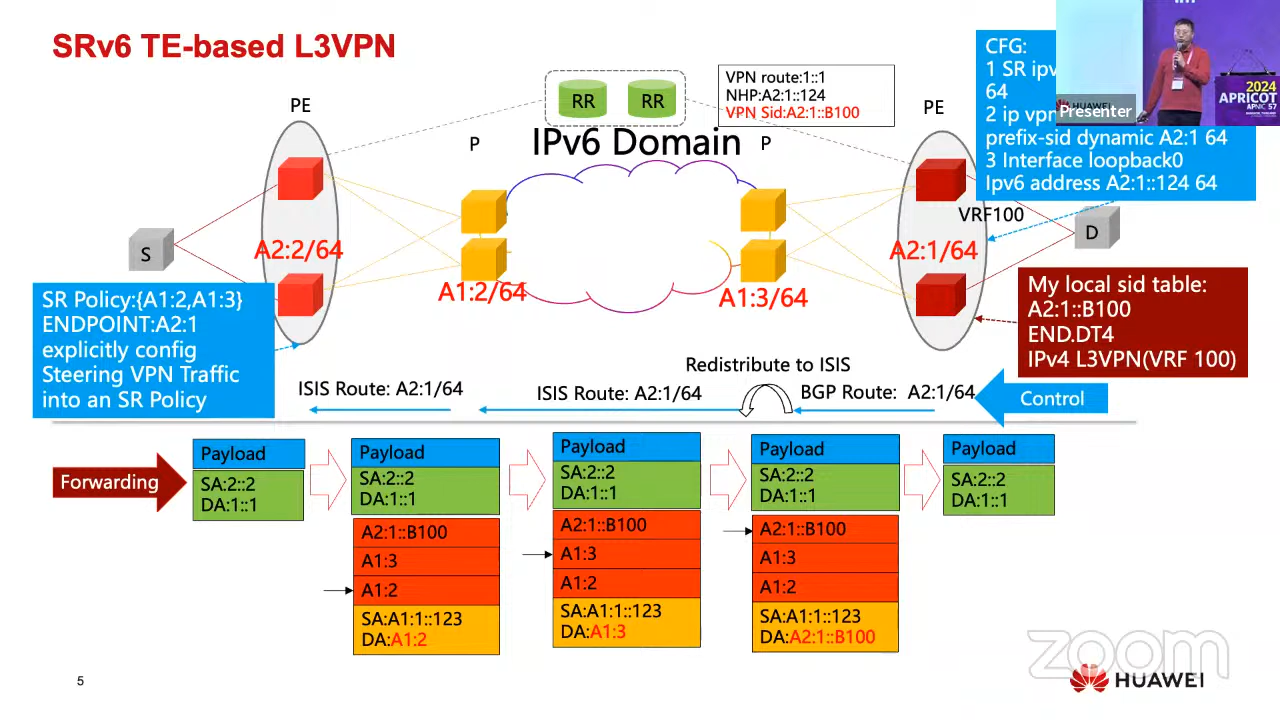 SRv6 TE-based L3VPN
PE
RR
RR
VPN route:1::1
NHP:A2:1::124
VPN Sid:A2:1::B100
PE
CFG:
1 SR ipv
64
2 ip vpn
prefix-sid dynamic A2:1 64
3 Interface loopback0
Ipv6 address A2:1::124 64
HUAWEI
Presenter
2024
APRICOT
APNIC 57
P
IPv6 Domain
P
VRF100
S
A2:2/64
A1:2/64
A1:3/64
A2:1/64
D
SR Policy:{A1:2,A1:3}
ENDPOINT:A2:1
explicitly config
Steering VPN Traffic
into an SR Policy
My local sid table:
A2:1::B100
END.DT4
IPv4 L3VPN(VRF 100)
Redistribute to ISIS
ISIS Route: A2:1/64
ISIS Route: A2:1/64
BGP Route: A2:1/64
Control
Forwarding
Payload
SA:2::2
DA:1::1
Payload
SA:2::2
DA:1::1
A2:1::B100
A1:3
A1:2
SA:A1:1::123
DA:A1:2
Payload
SA:2::2
DA:1::1
A2:1::B100
A1:3
A1:2
SA:A1:1::123
DA:A1:3
Payload
SA:2::2
DA:1::1
A2:1::B100
A1:3
A1:2
SA:A1:1::123
DA:A2:1::B100
Payload
SA:2::2
DA:1::1
zoom
5
HUAWEI